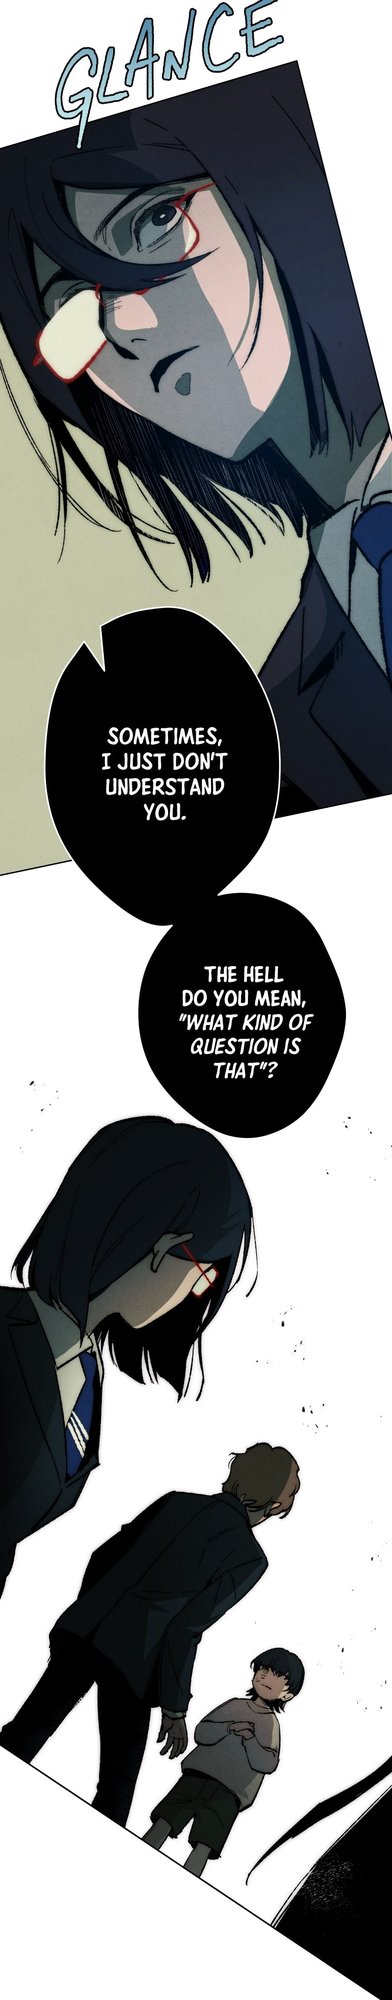 GLANCE
SOMETIMES,
I JUST DON'T
UNDERSTAND
YOU.
THE HELL
DO YOU MEAN,
"WHAT KIND OF
QUESTION IS
THAT"?